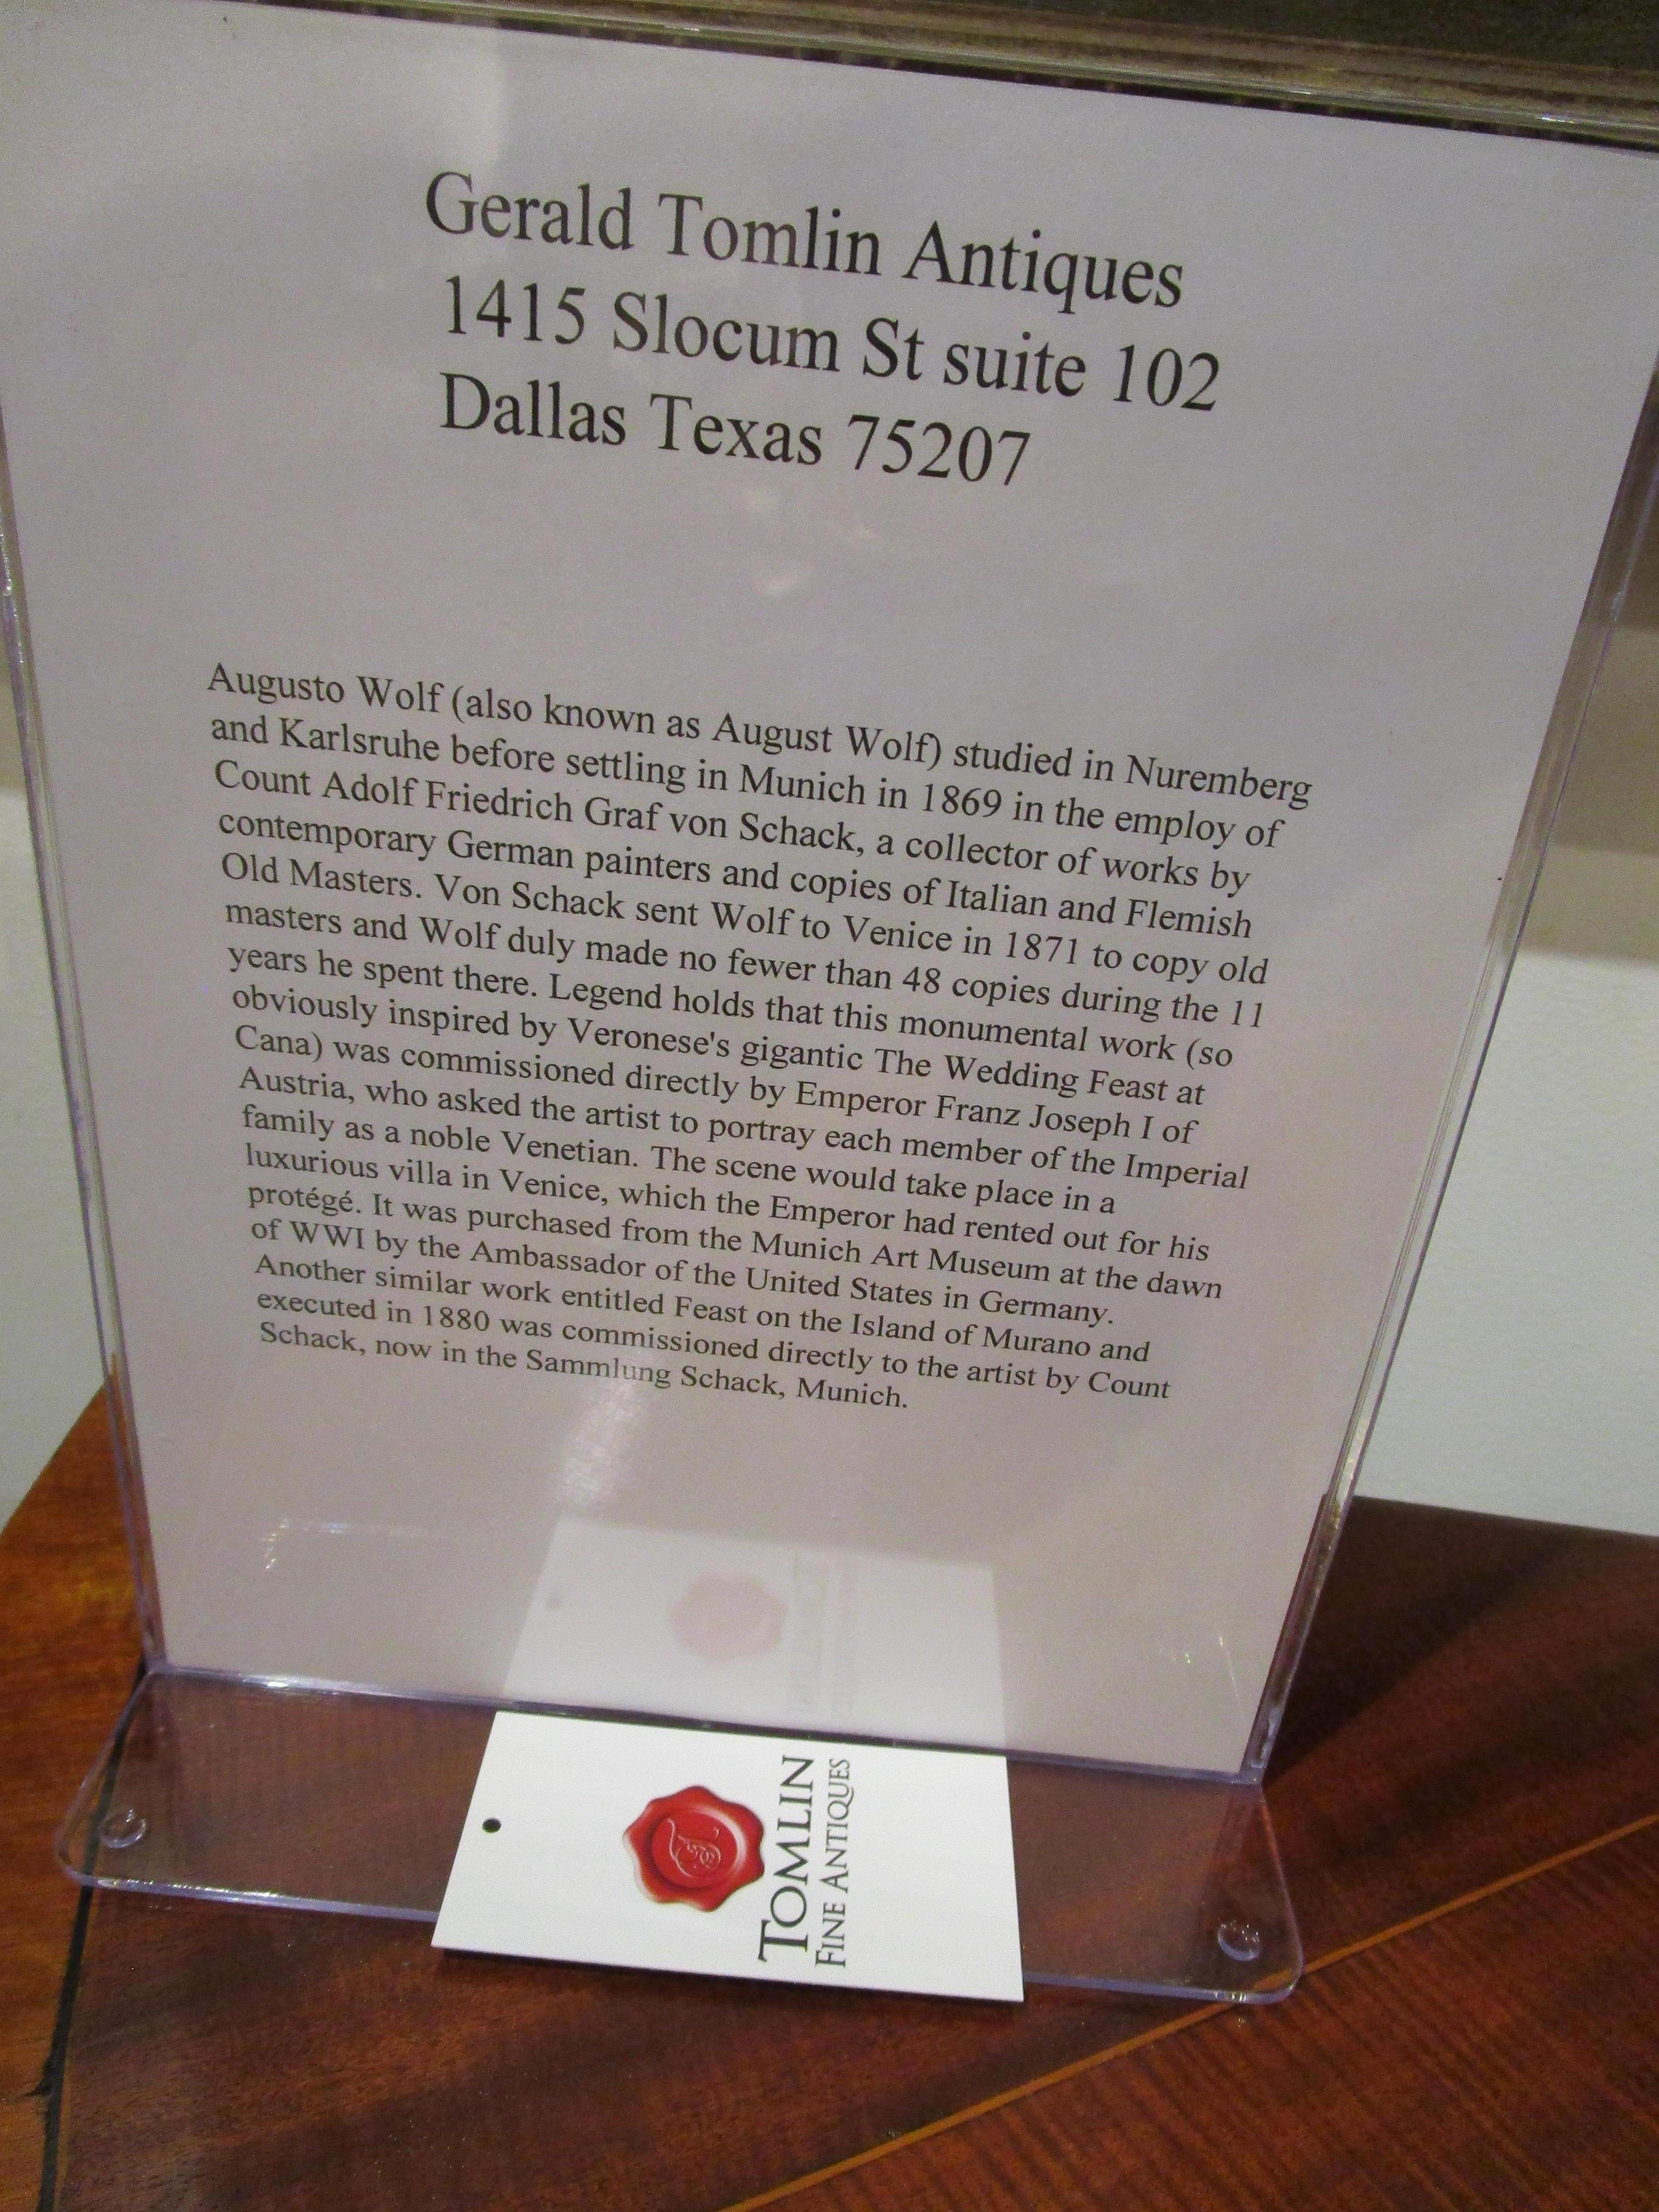 Gerald Tomlin Antiques
1415 Slocum St suite 102
Dallas Texas 75207
Augusto Wolf (also known as August Wolf) studied in Nuremberg
and Karlsruhe before settling in Munich in 1869 in the employ of
Count Adolf Friedrich Graf von Schack, a collector of works by
contemporary German painters and copies of Italian and Flemish
Old Masters. Von Schack sent Wolf to Venice in 1871 to copy old
masters and Wolf duly made no fewer than 48 copies during the 11
years he spent there. Legend holds that this monumental work (so
obviously inspired by Veronese's gigantic The Wedding Feast at
Cana) was commissioned directly by Emperor Franz Joseph I of
Austria, who asked the artist to portray each member of the Imperial
family as a noble Venetian. The scene would take place in a
luxurious villa in Venice, which the Emperor had rented out for his
protégé. It was purchased from the Munich Art Museum at the dawn
of WWI by the Ambassador of the United States in Germany.
Another similar work entitled Feast on the Island of Murano and
executed in 1880 was commissioned directly to the artist by Count
Schack, now in the Sammlung Schack, Munich.
TOMLIN
FINE ANTIQUES